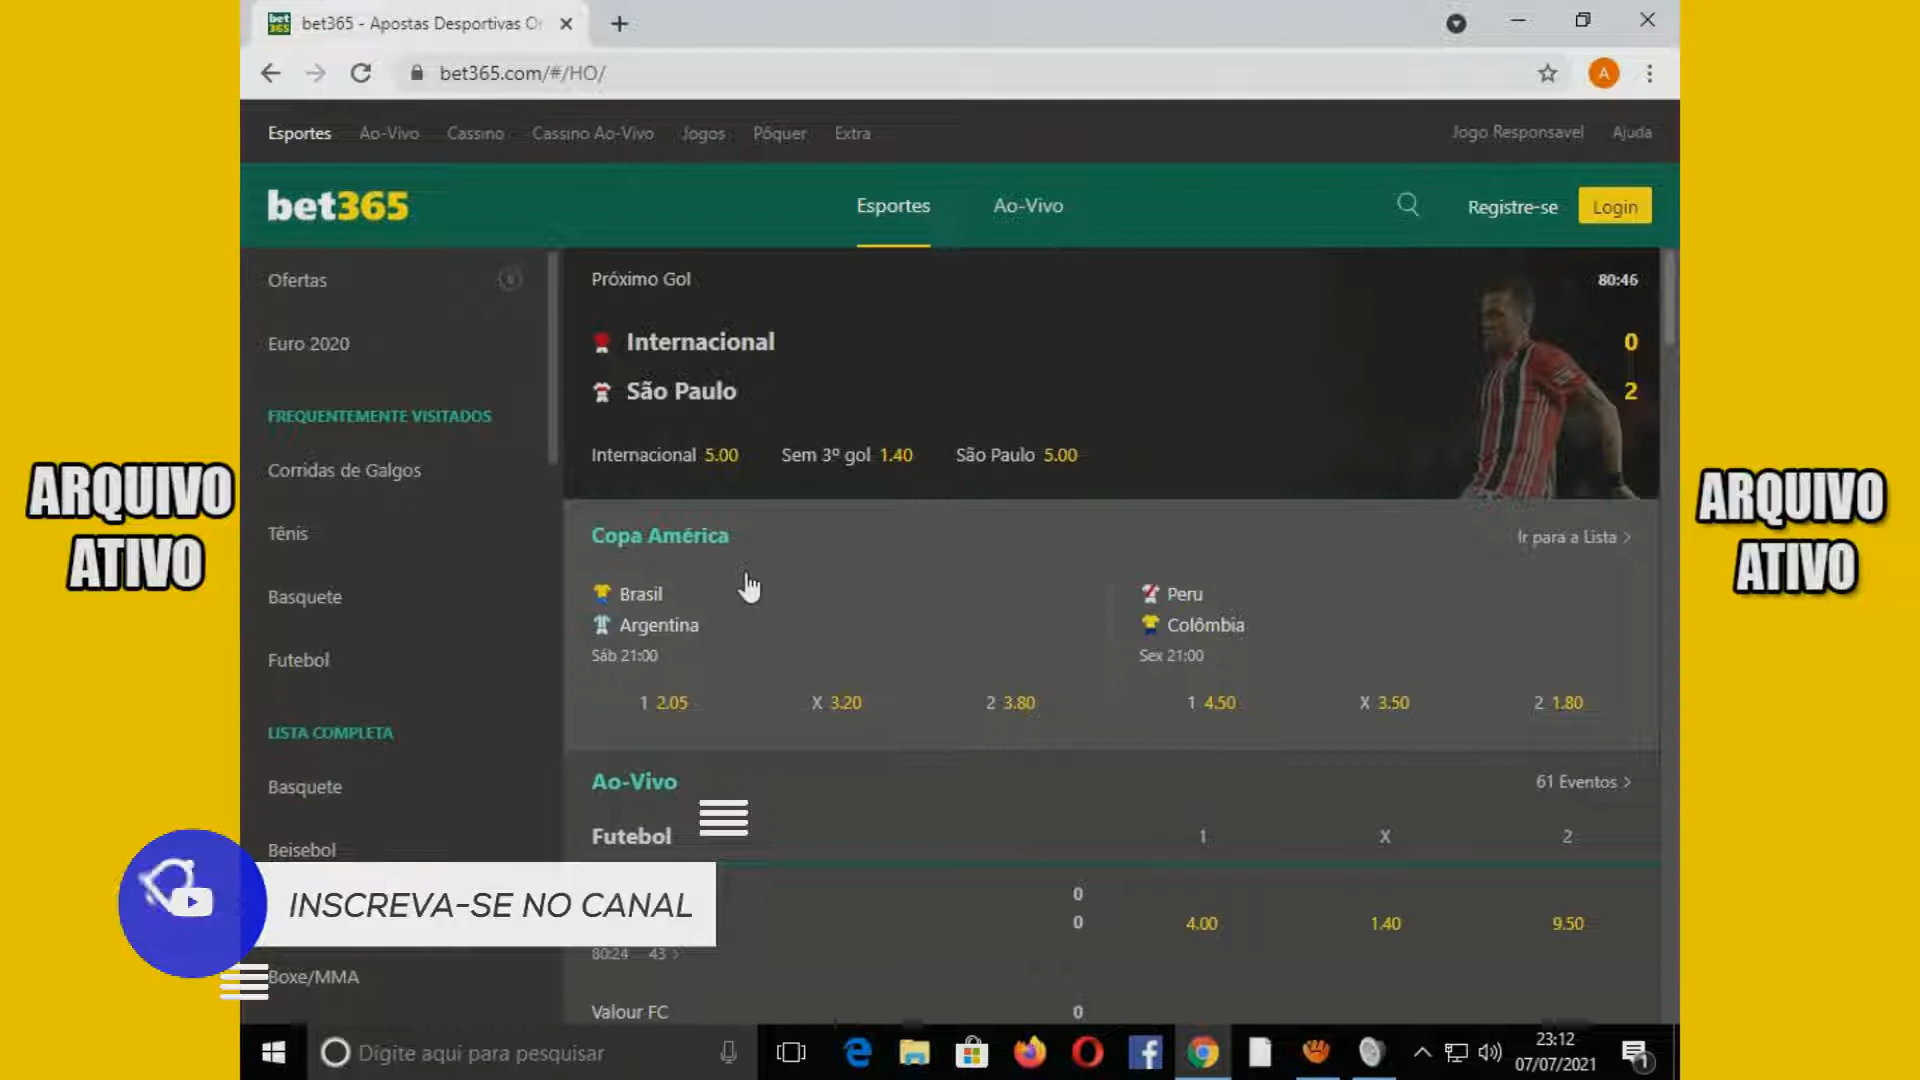 bet365 - Apostas Desportivas O
bet365.com/#/HO/
A
Esportes Ao-Vivo Cassino Cassino Ao-Vivo Jogos Pôquer Extra
Jogo Responsavel Ajuda
bet365
Esportes Ao-Vivo
Registre-se Login
Ofertas
Euro 2020
FREQUENTEMENTE VISITADOS
Corridas de Galgos
Tênis
Basquete
Futebol
LISTA COMPLETA
Basquete
Beisebol
Boxe/MMA
Próximo Gol 80:46
Internacional 0
São Paulo 2
Internacional 5.00 Sem 3º gol 1.40 São Paulo 5.00
Copa América Ir para a Lista >
Brasil Peru
Argentina Colômbia
Sáb 21:00 Sex 21:00
1 2.05 X 3.20 2 3.80 1 4.50 X 3.50 2 1.80
Ao-Vivo 61 Eventos >
Futebol 1 X 2
0
0 4.00 1.40 9.50
80:24 43 >
Valour FC 0
ARQUIVO
ATIVO
ARQUIVO
ATIVO
INSCREVA-SE NO CANAL
Digite aqui para pesquisar
23:12
07/07/2021
1